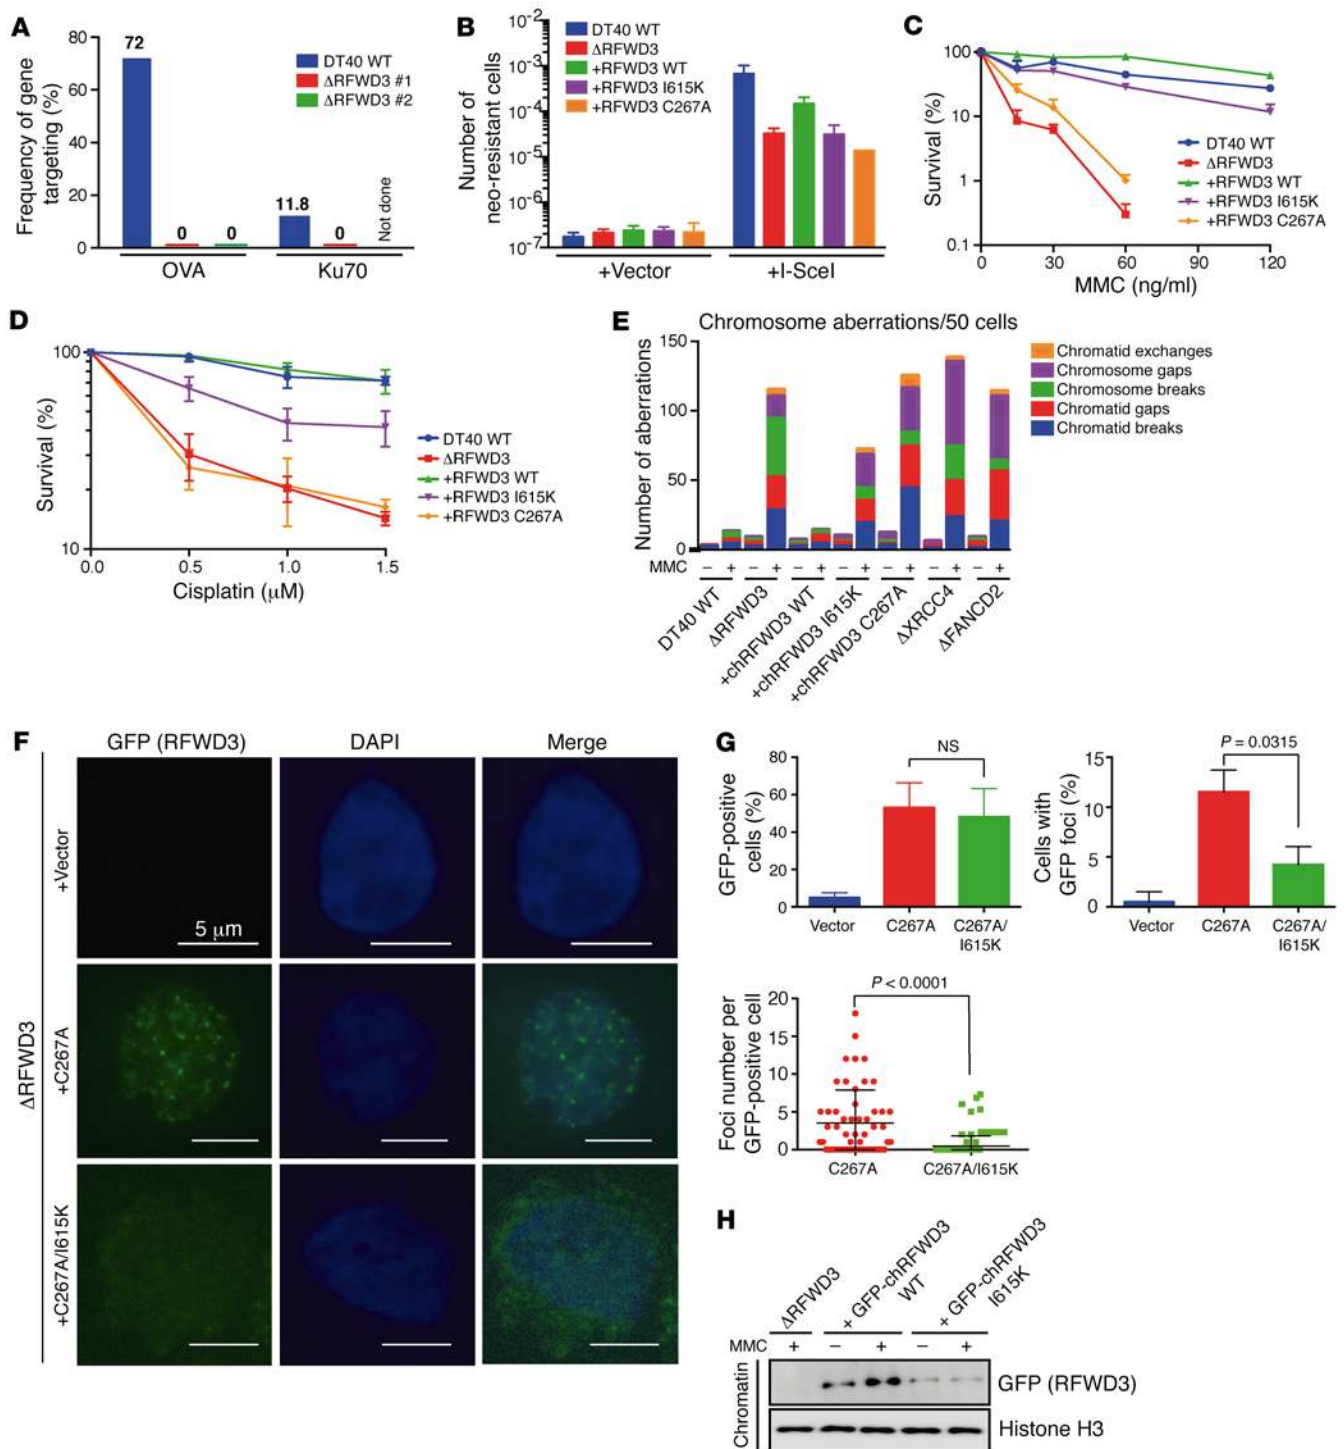 A
Frequency of gene
targeting (%)
80
60
40
20
0
72
0
0
11.8
0
Not done
DT40 WT
ΔRFWD3 #1
ΔRFWD3 #2
OVA
Ku70
B
Number of
neo-resistant cells
10-2
10-3
10-4
10-5
10-6
10-7
DT40 WT
ΔRFWD3
+RFWD3 WT
+RFWD3 I615K
+RFWD3 C267A
+Vector
+I-SceI
C
Survival (%)
100
10
1
0.1
0
30
60
90
120
MMC (ng/ml)
DT40 WT
ΔRFWD3
+RFWD3 WT
+RFWD3 I615K
+RFWD3 C267A
D
Survival (%)
100
10
0.0
0.5
1.0
1.5
Cisplatin (μM)
DT40 WT
ΔRFWD3
+RFWD3 WT
+RFWD3 I615K
+RFWD3 C267A
E
Chromosome aberrations/50 cells
Number of aberrations
150
100
50
0
Chromatid exchanges
Chromosome gaps
Chromosome breaks
Chromatid gaps
Chromatid breaks
MMC – + – + – + – + – + – + – +
DT40 WT
ΔRFWD3
+chRFWD3 WT
+chRFWD3 I615K
+chRFWD3 C267A
ΔXRCC4
ΔFANCD2
F
GFP (RFWD3)
DAPI
Merge
ΔRFWD3
+Vector
5 μm
+C267A
+C267A/I615K
G
GFP-positive
cells (%)
80
60
40
20
0
NS
Vector
C267A
C267A/
I615K
Cells with
GFP foci (%)
15
10
5
0
P = 0.0315
Vector
C267A
C267A/
I615K
Foci number per
GFP-positive cell
20
15
10
5
0
P < 0.0001
C267A
C267A/I615K
H
ΔRFWD3
+ GFP-chRFWD3
WT
+ GFP-chRFWD3
I615K
MMC + – + – +
Chromatin
GFP (RFWD3)
Histone H3